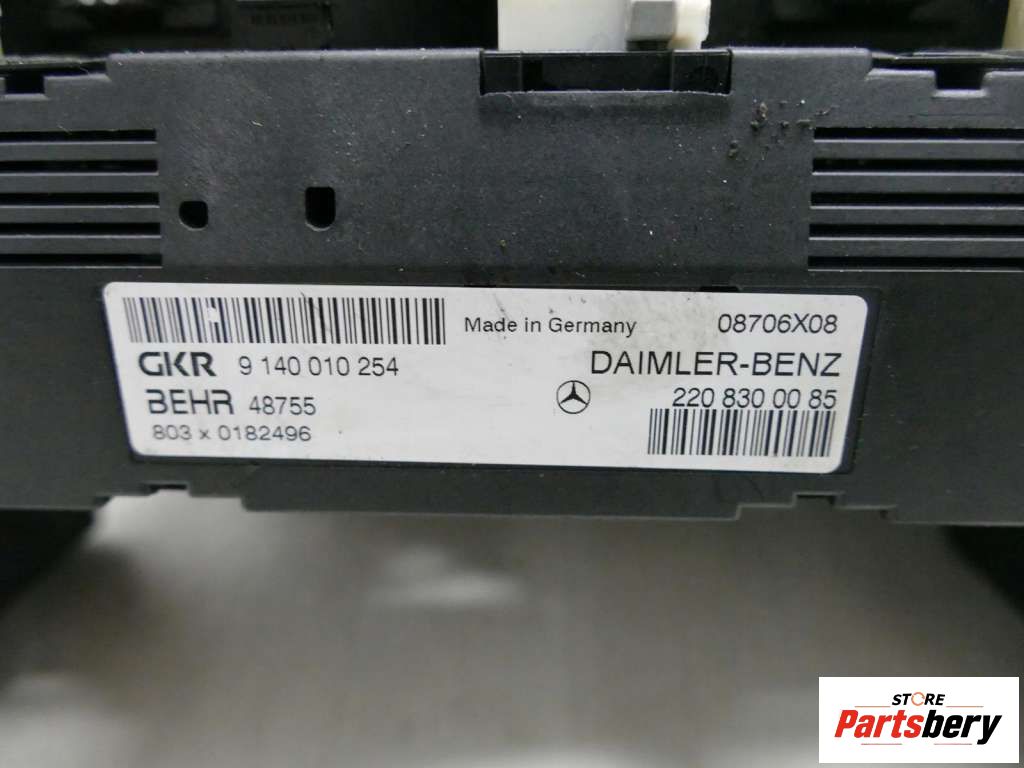 Made in Germany 08706X08
GKR 9 140 010 254 DAIMLER-BENZ
BEHR 48755 220 830 00 85
803 x 0182496
STORE
Partsbery